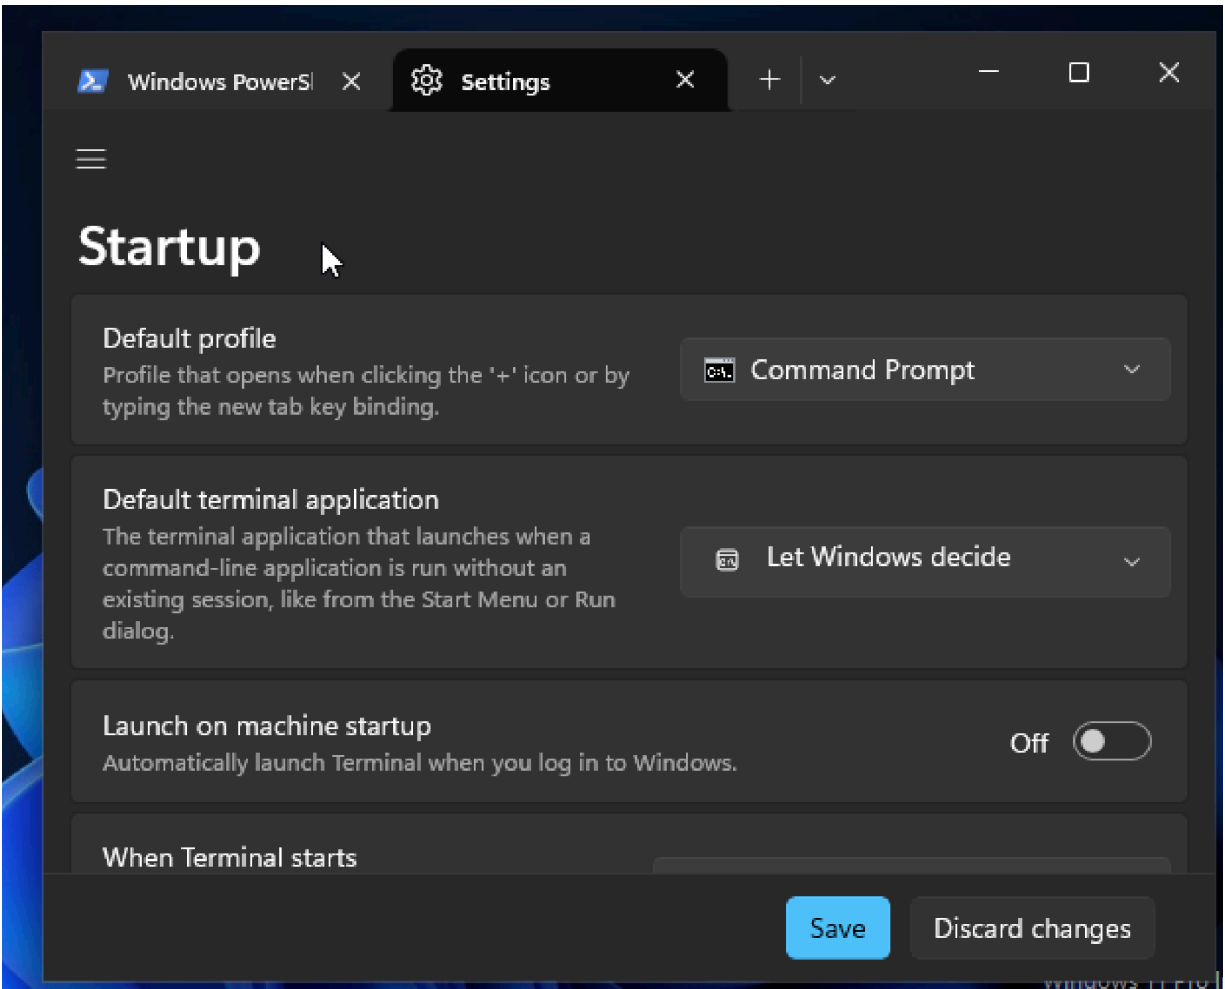 Windows PowerSl
Settings
Startup
Default profile
Profile that opens when clicking the '+' icon or by
typing the new tab key binding.
Command Prompt
Default terminal application
The terminal application that launches when a
command-line application is run without an
existing session, like from the Start Menu or Run
dialog.
Let Windows decide
Launch on machine startup
Automatically launch Terminal when you log in to Windows.
Off
When Terminal starts
Save
Discard changes
Windows 11 Pro